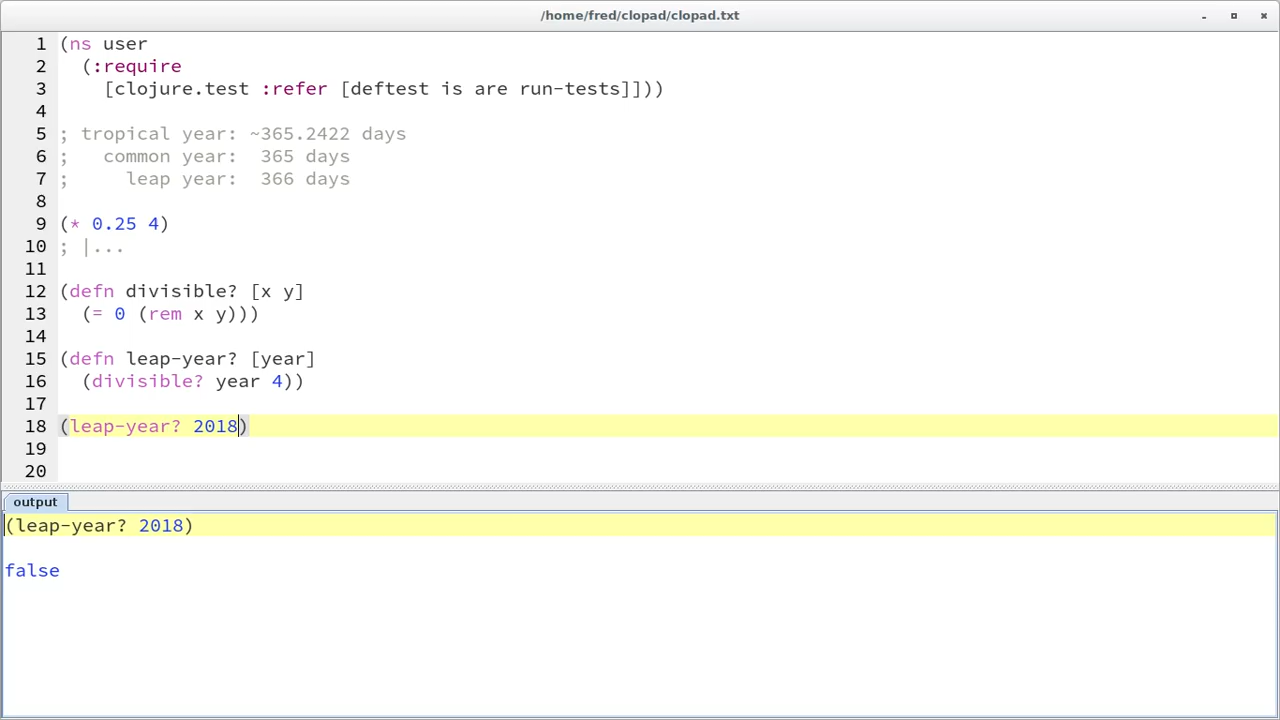 /home/fred/clopad/clopad.txt
1 (ns user
2   (:require
3     [clojure.test :refer [deftest is are run-tests]]))
4
5 ; tropical year: ~365.2422 days
6 ;   common year:  365 days
7 ;     leap year:  366 days
8
9 (* 0.25 4)
10 ; |...
11
12 (defn divisible? [x y]
13   (= 0 (rem x y)))
14
15 (defn leap-year? [year]
16   (divisible? year 4))
17
18 (leap-year? 2018)
19
20
output
(leap-year? 2018)
false